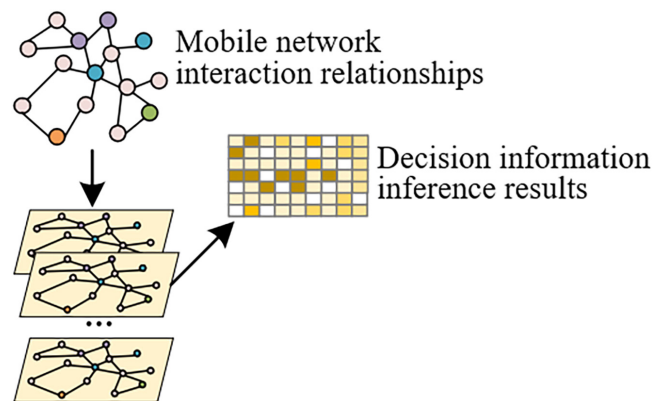 Mobile network
interaction relationships
Decision information
inference results
...